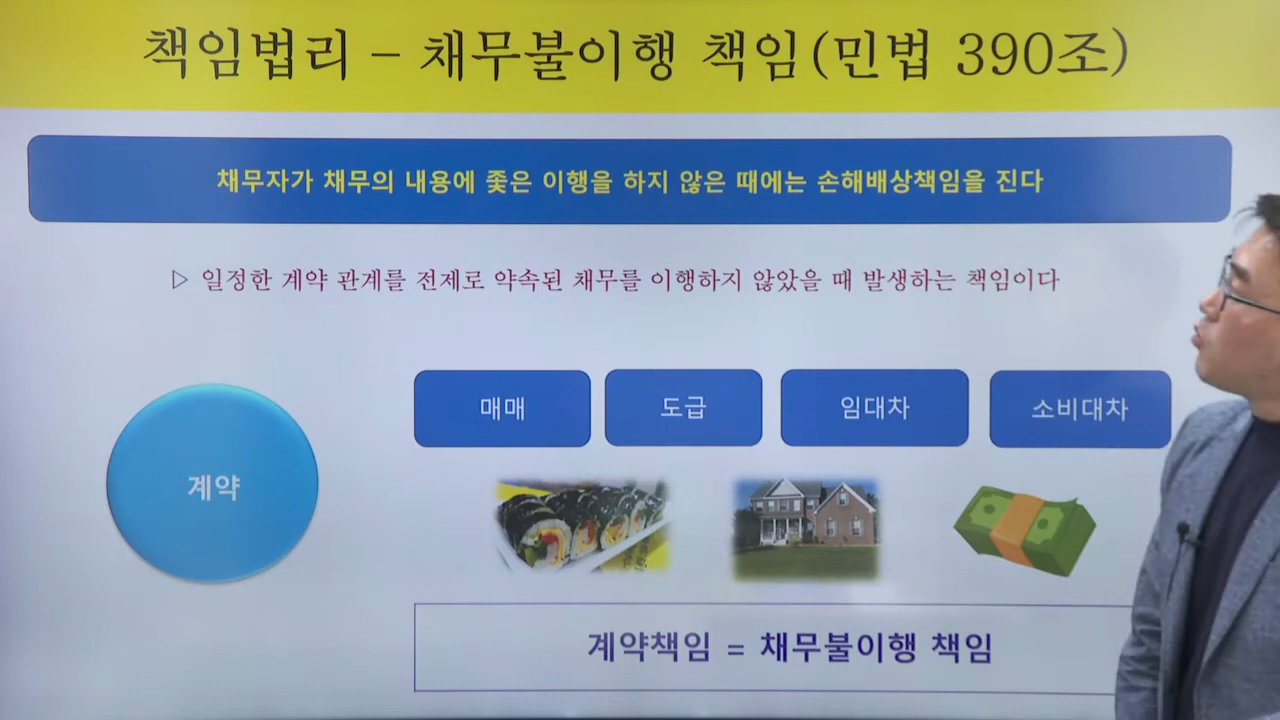 책임법리 – 채무불이행 책임(민법 390조)
채무자가 채무의 내용에 좇은 이행을 하지 않은 때에는 손해배상책임을 진다
▷ 일정한 계약 관계를 전제로 약속된 채무를 이행하지 않았을 때 발생하는 책임이다
계약
매매
도급
임대차
소비대차
계약책임 = 채무불이행 책임